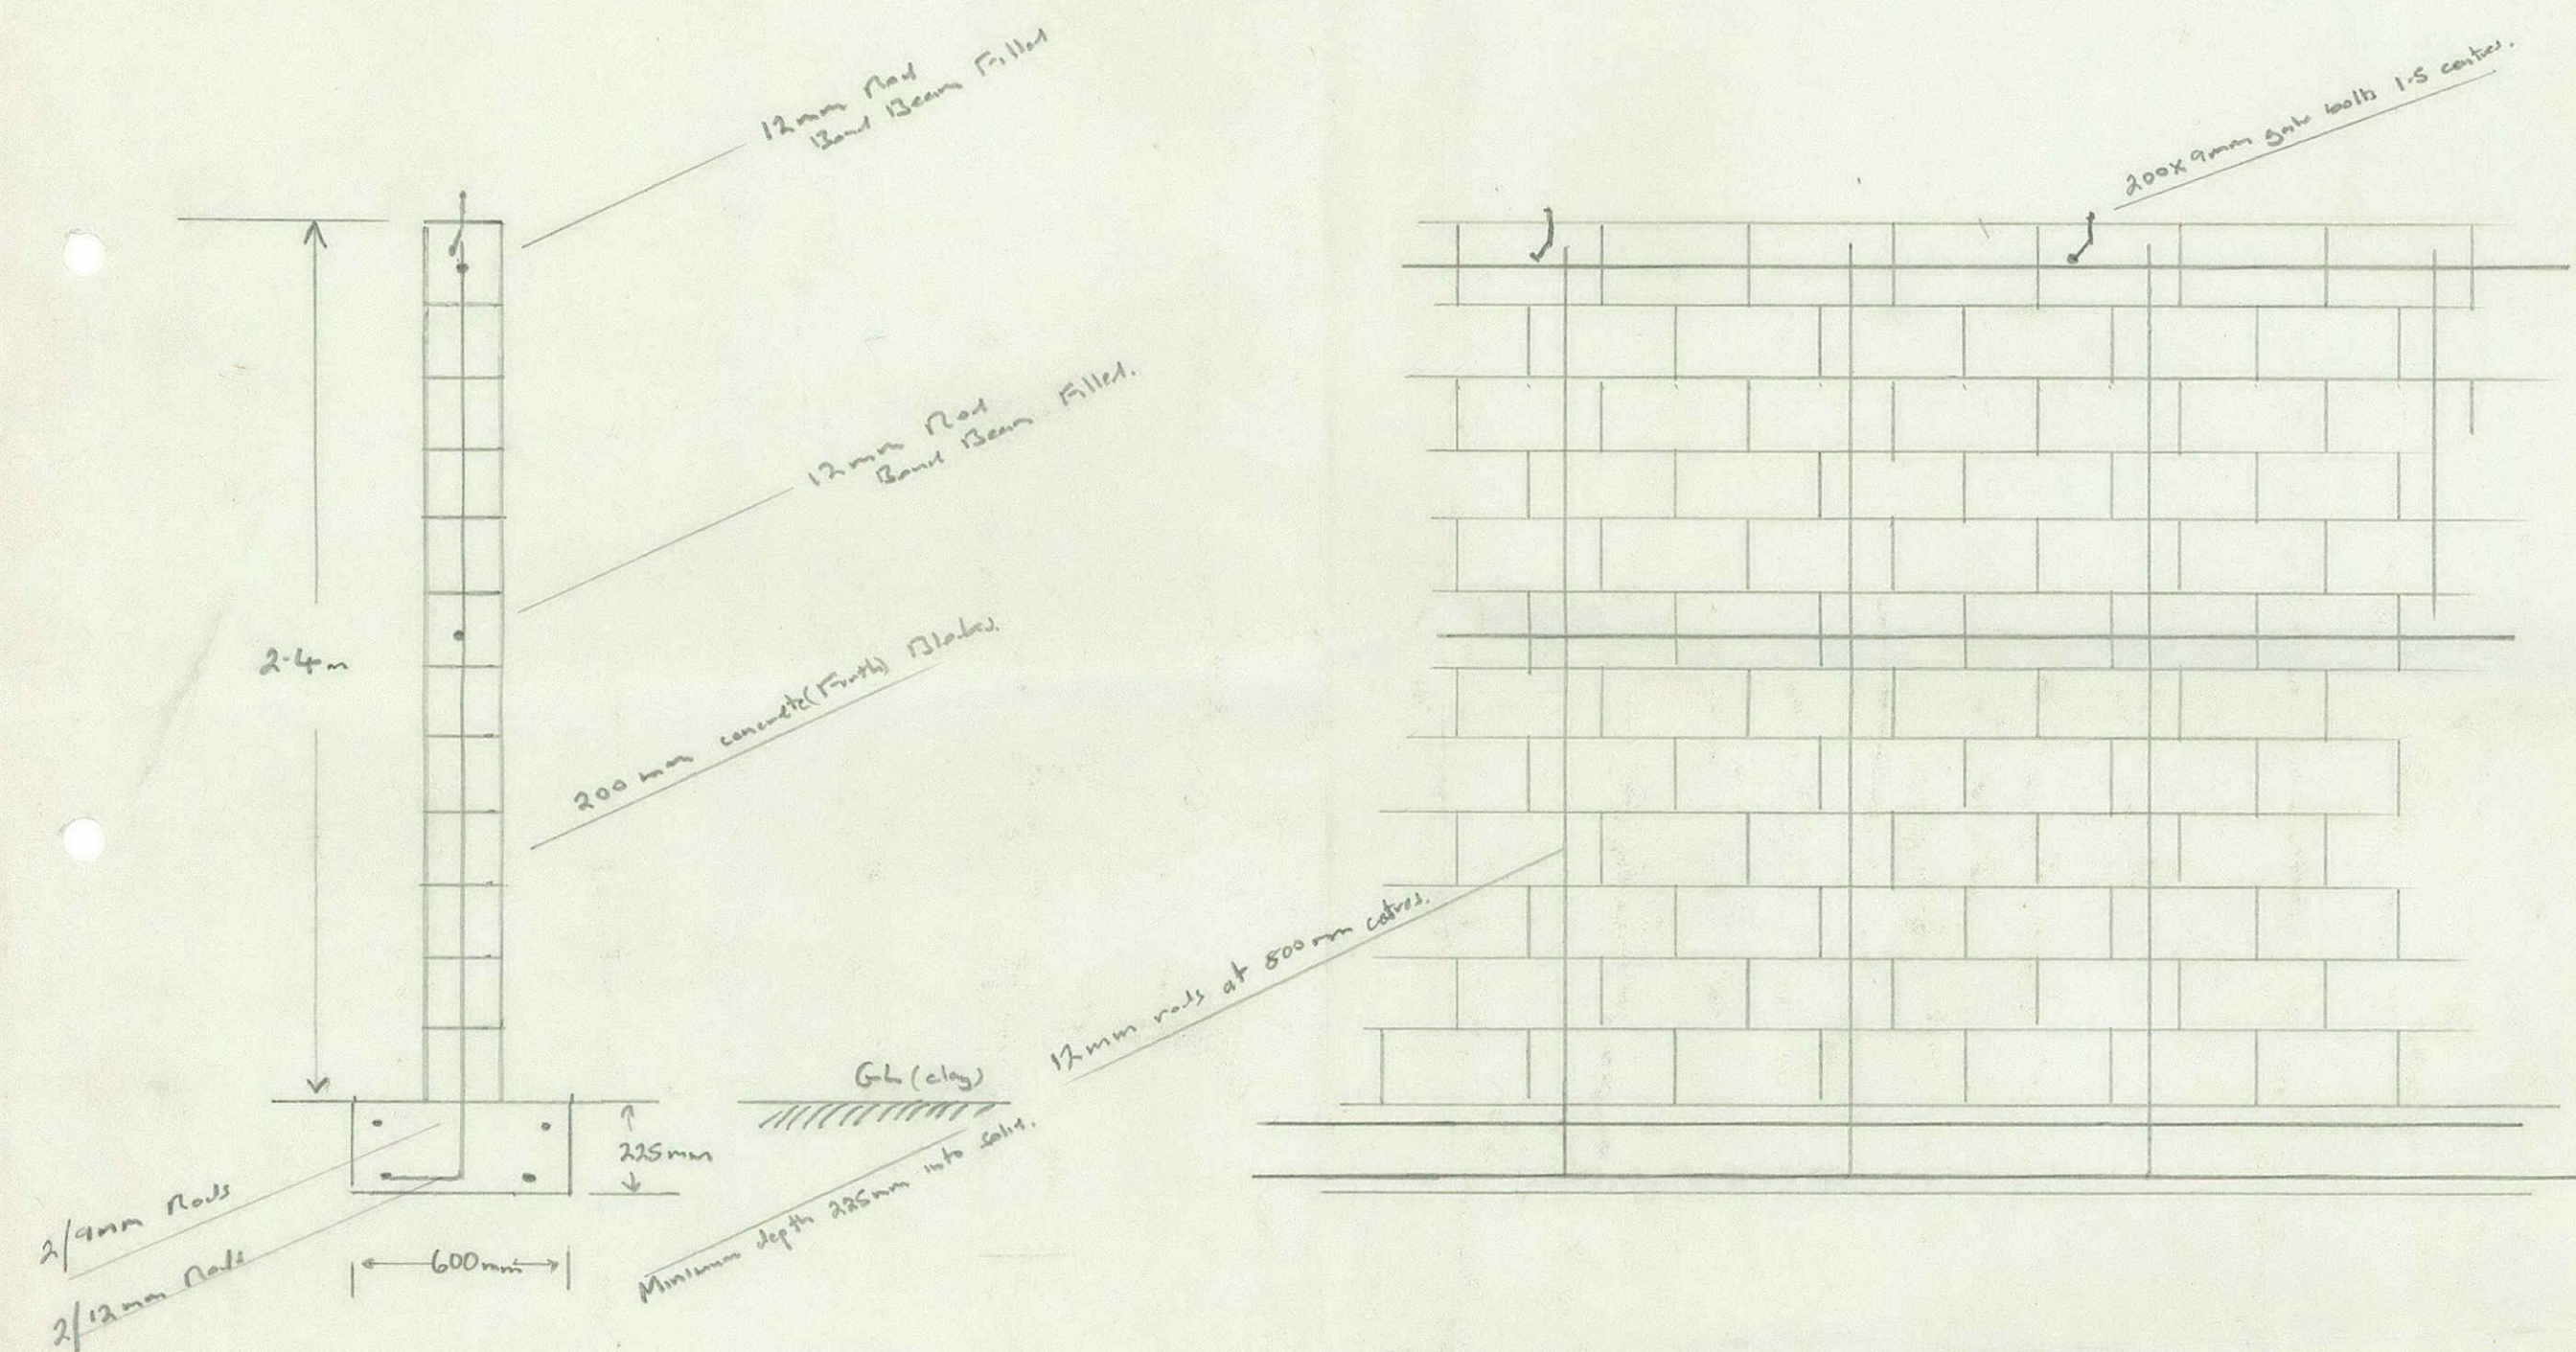 12mm Rod
Bond Beam Filled
200x9mm gate bolts 1.5 centres.
12mm Rod
Bond Beam Filled.
2.4m
200mm concrete(Firth) Blocks.
12mm rods at 800mm cetres.
GL (clay)
225mm
Minimum depth 225mm into solid.
2/9mm Rods
2/12mm Rods
600mm